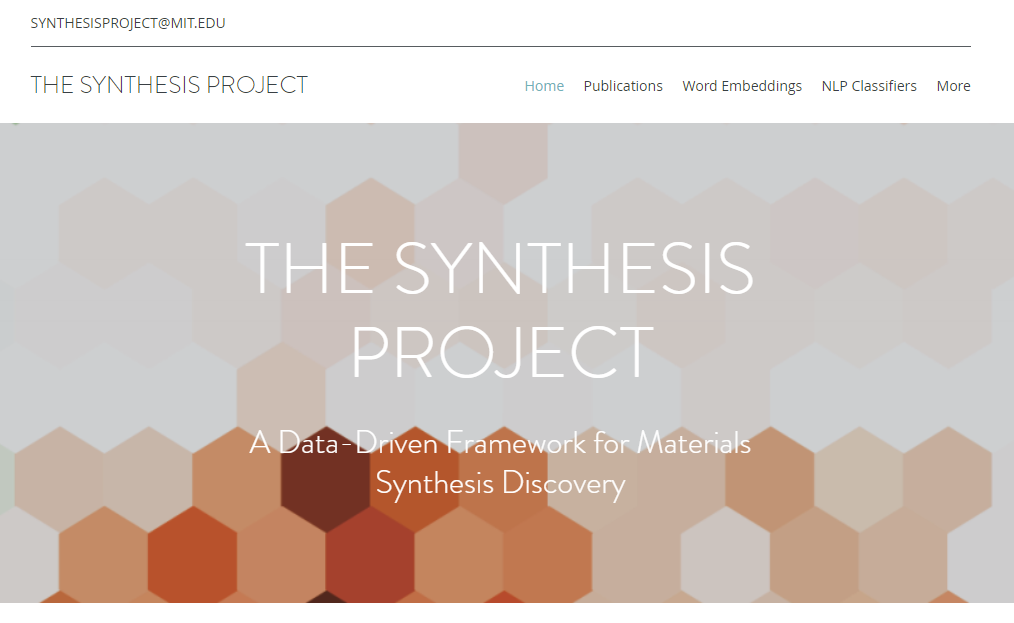 SYNTHESISPROJECT@MIT.EDU
THE SYNTHESIS PROJECT
Home Publications Word Embeddings NLP Classifiers More
THE SYNTHESIS
PROJECT
A Data-Driven Framework for Materials
Synthesis Discovery